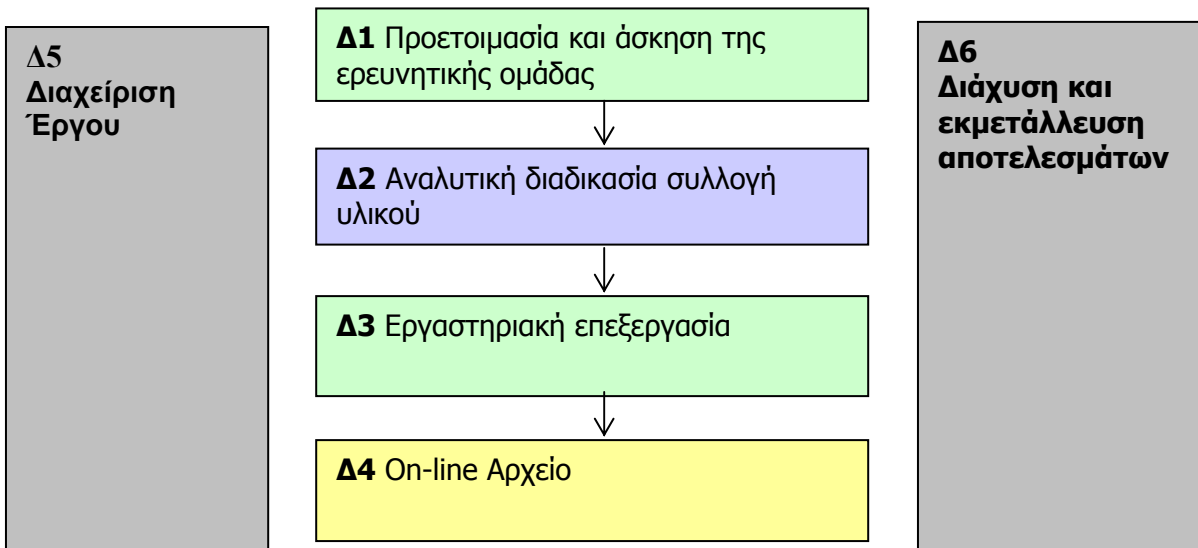 Δ5
Διαχείριση
Έργου
Δ1 Προετοιμασία και άσκηση της
ερευνητικής ομάδας
Δ2 Αναλυτική διαδικασία συλλογή
υλικού
Δ3 Εργαστηριακή επεξεργασία
Δ4 On-line Αρχείο
Δ6
Διάχυση και
εκμετάλλευση
αποτελεσμάτων